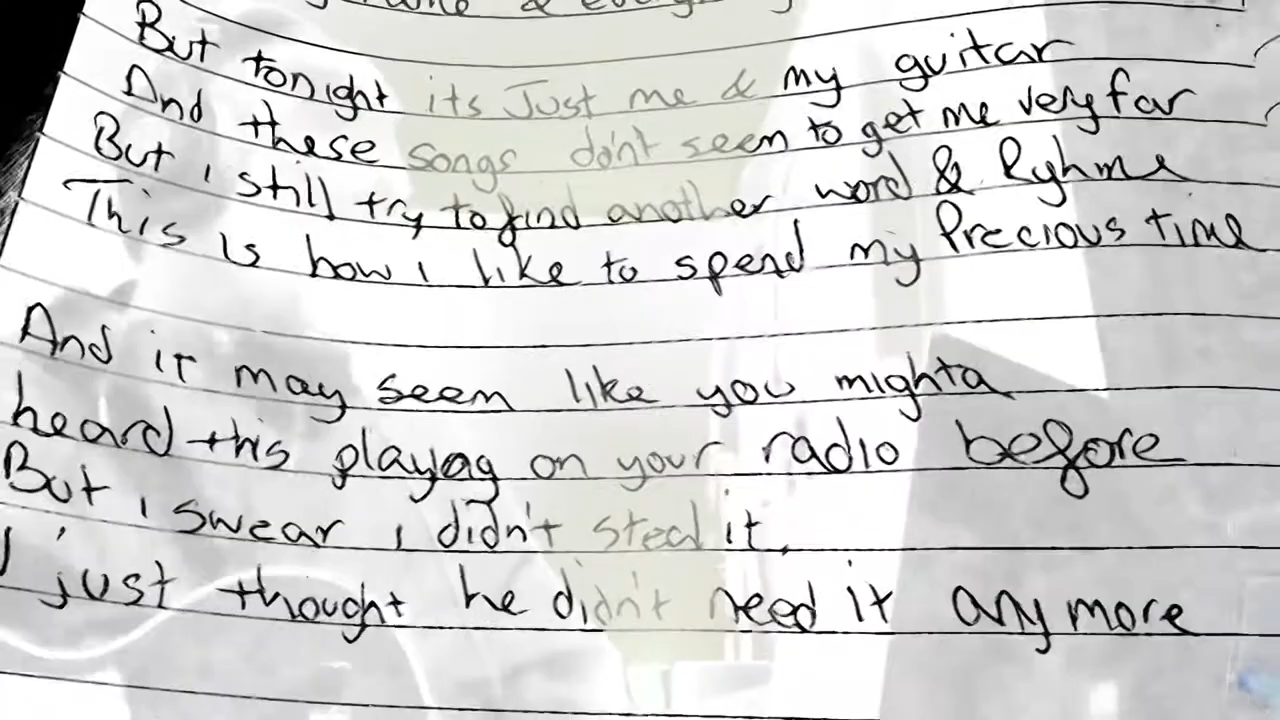 &
But tonight its Just me & my guitar
And these songs don't seem to get me very far
But i still try to find another word & Ryhme
This is how i like to spend my Precious time
And it may seem like you mighta
heard this playing on your radio before
But i swear i didn't steal it.
I just thought he didn't need it anymore